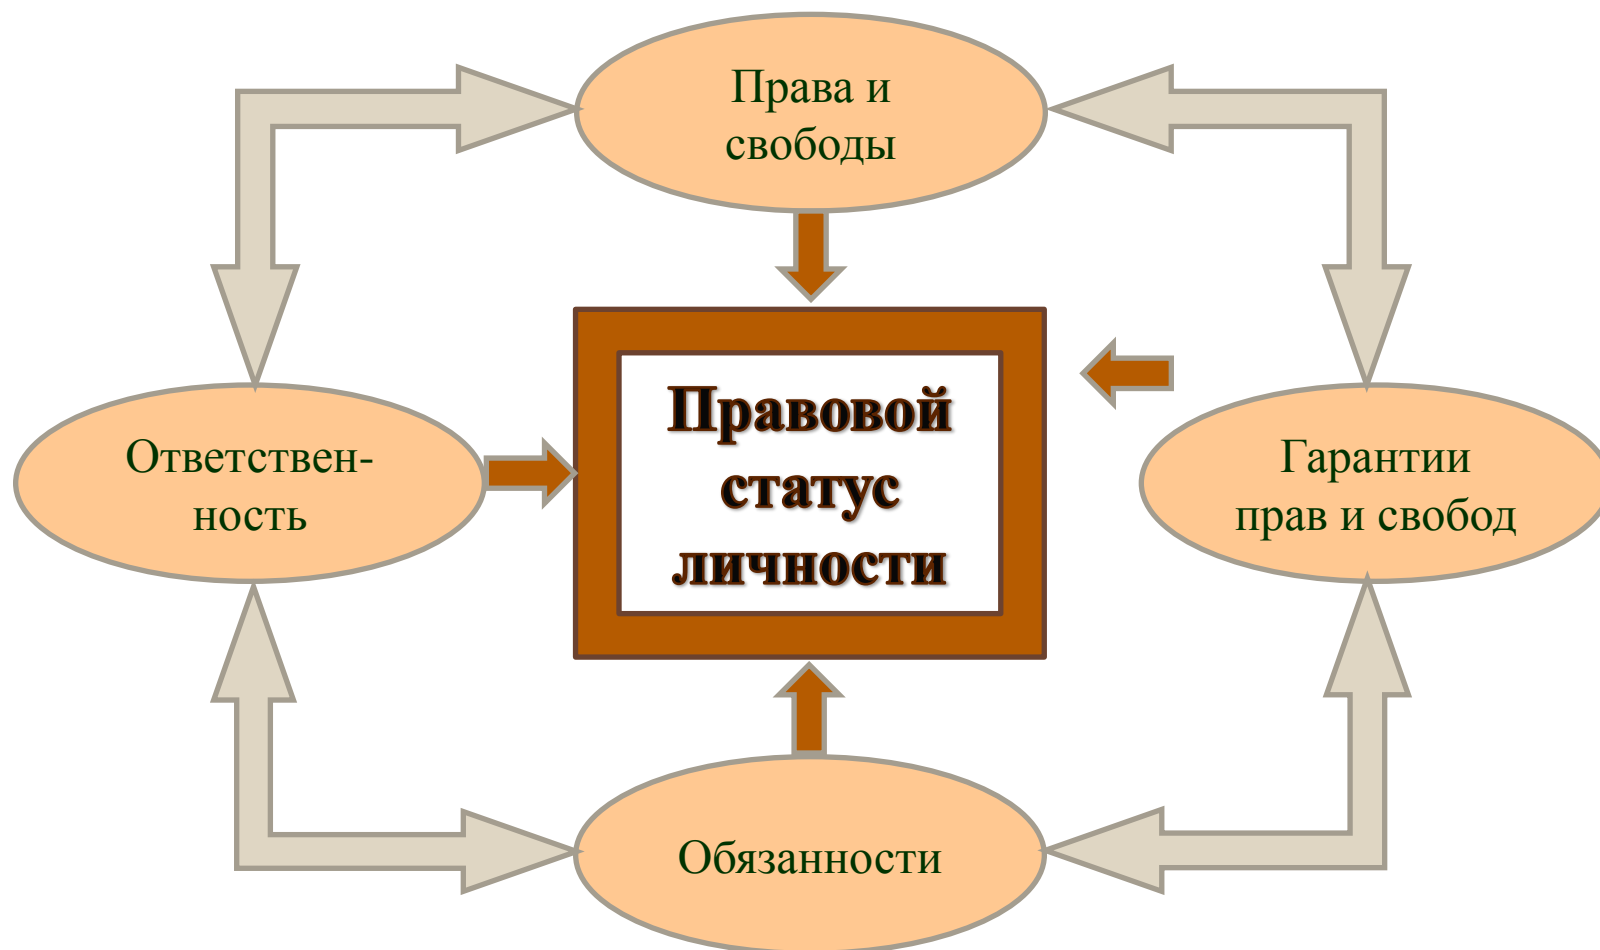 Права и
свободы
Правовой
статус
личности
Ответствен-
ность
Гарантии
прав и свобод
Обязанности